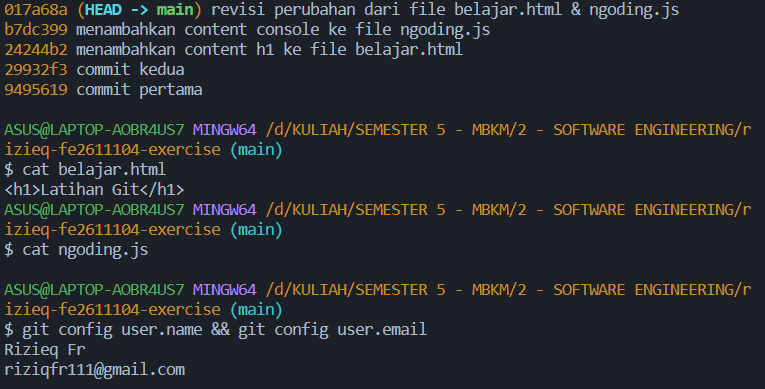 017a68a (HEAD -> main) revisi perubahan dari file belajar.html & ngoding.js
b7dc399 menambahkan content console ke file ngoding.js
24244b2 menambahkan content h1 ke file belajar.html
29932f3 commit kedua
9495619 commit pertama
ASUS@LAPTOP-AOBR4US7 MINGW64 /d/KULIAH/SEMESTER 5 - MBKM/2 - SOFTWARE ENGINEERING/r
izieq-fe2611104-exercise (main)
$ cat belajar.html
<h1>Latihan Git</h1>
ASUS@LAPTOP-AOBR4US7 MINGW64 /d/KULIAH/SEMESTER 5 - MBKM/2 - SOFTWARE ENGINEERING/r
izieq-fe2611104-exercise (main)
$ cat ngoding.js
ASUS@LAPTOP-AOBR4US7 MINGW64 /d/KULIAH/SEMESTER 5 - MBKM/2 - SOFTWARE ENGINEERING/r
izieq-fe2611104-exercise (main)
$ git config user.name && git config user.email
Rizieq Fr
riziqfr111@gmail.com